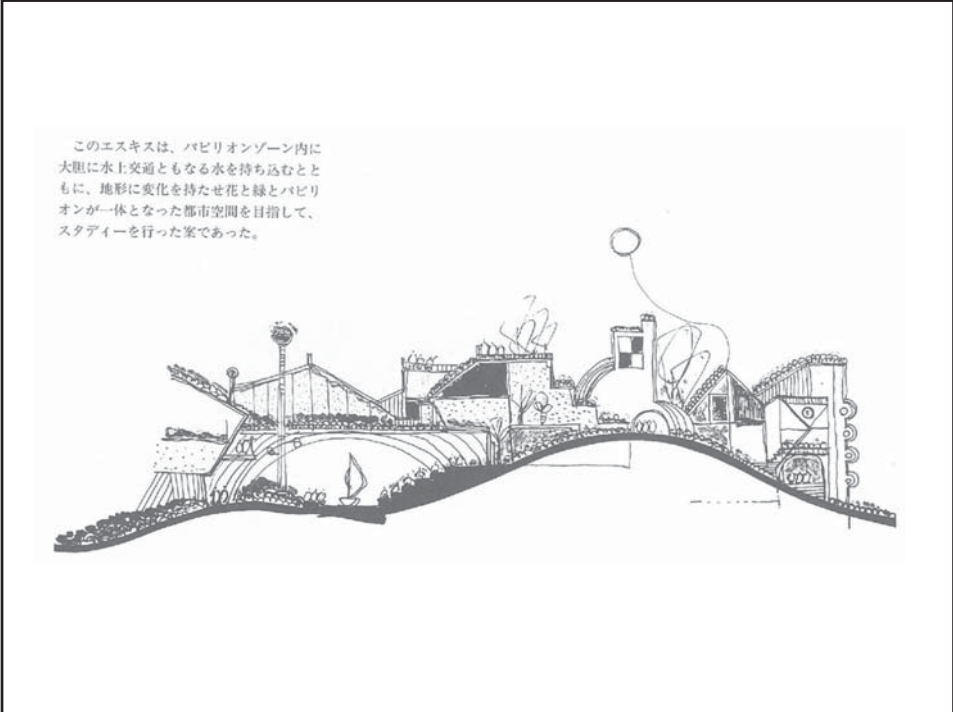 このエスキスは、パビリオンゾーン内に
大胆に水上交通ともなる水を持ち込むとと
もに、地形に変化を持たせ花と緑とパビリ
オンが一体となった都市空間を目指して、
スタディーを行った案であった。